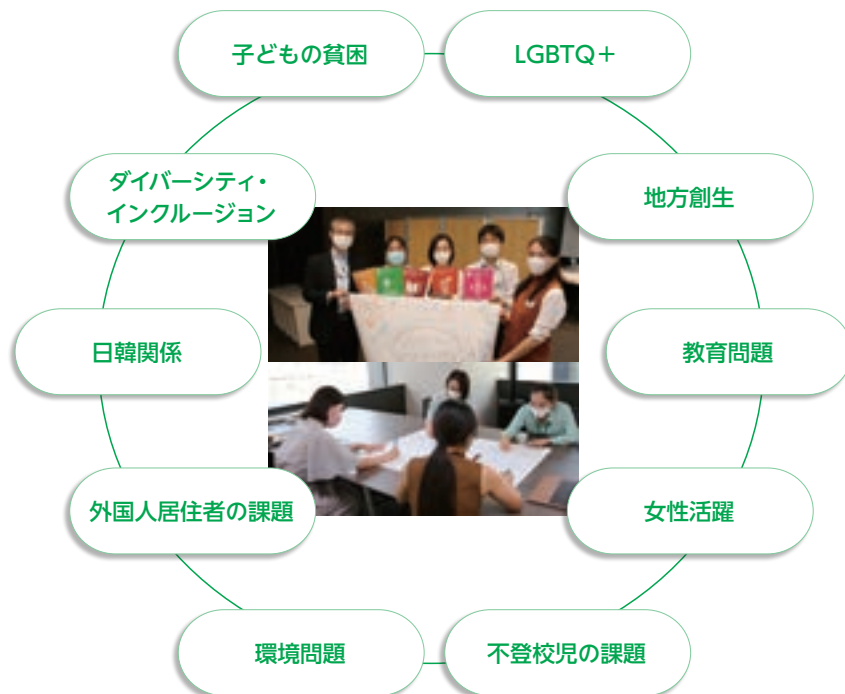 子どもの貧困
LGBTQ＋
ダイバーシティ・
インクルージョン
地方創生
日韓関係
教育問題
外国人居住者の課題
女性活躍
環境問題
不登校児の課題